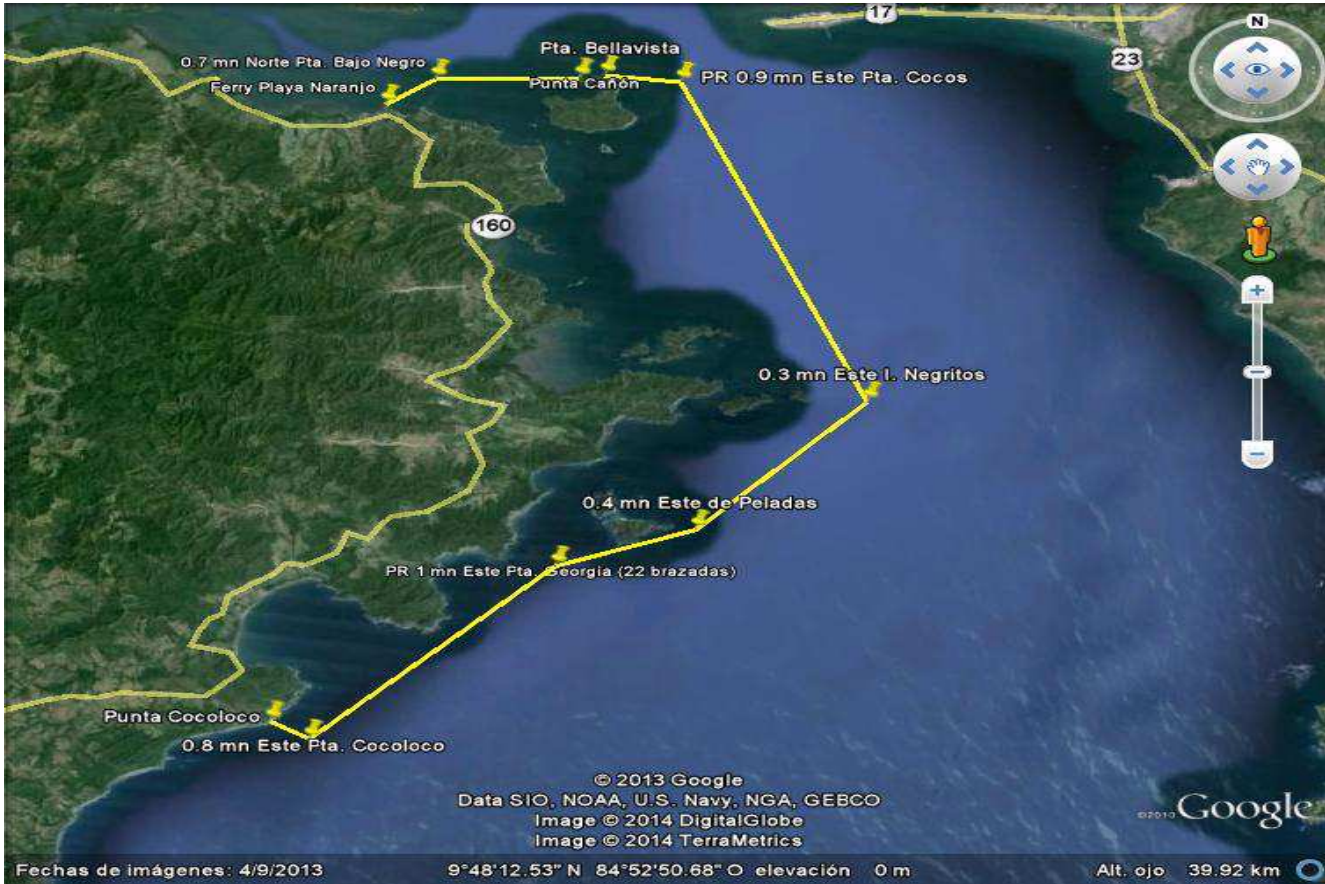 17
N
Pta. Bellavista
23
0.7 mn Norte Pta. Bajo Negro
PR 0.9 mn Este Pta. Cocos
Ferry Playa Naranjo
Punta Cañón
160
0.3 mn Este I. Negritos
0.4 mn Este de Peladas
PR 1 mn Este Pta. Georgia (22 brazadas)
Punta Cocoloco
0.8 mn Este Pta. Cocoloco
© 2013 Google
Data SIO, NOAA, U.S. Navy, NGA, GEBCO
Image © 2014 DigitalGlobe
Image © 2014 TerraMetrics
©2013 Google
Fechas de imágenes: 4/9/2013 9°48'12.53" N 84°52'50.68" O elevación 0 m Alt. ojo 39.92 km